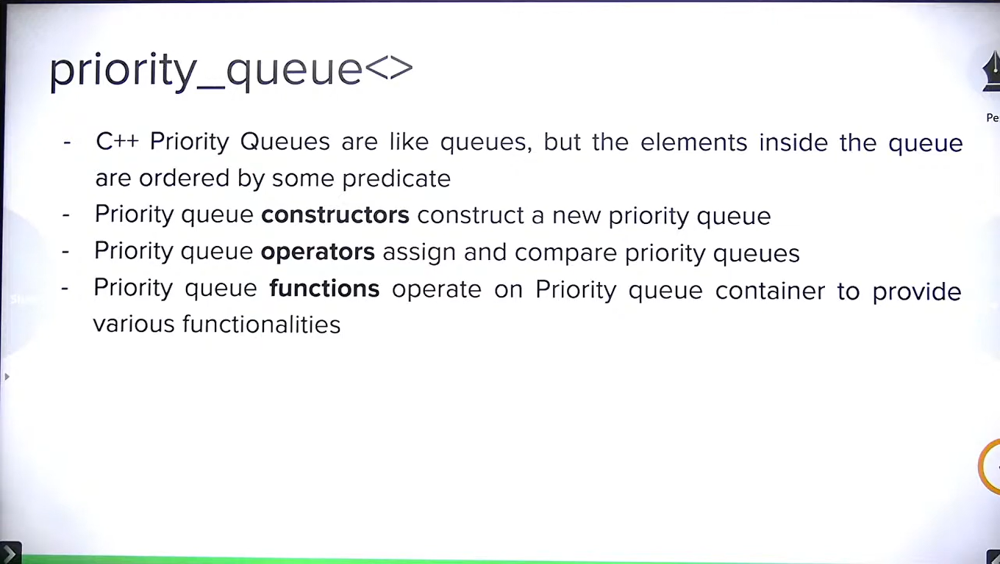 priority_queue<>
- C++ Priority Queues are like queues, but the elements inside the queue
are ordered by some predicate
- Priority queue constructors construct a new priority queue
- Priority queue operators assign and compare priority queues
- Priority queue functions operate on Priority queue container to provide
various functionalities
Pe